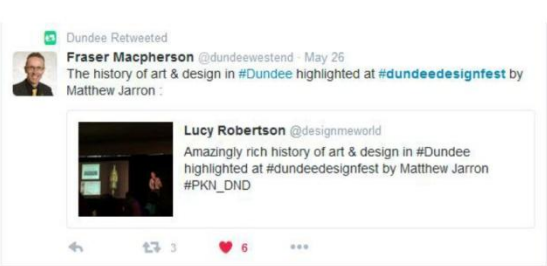 Dundee Retweeted
Fraser Macpherson @dundeewestend · May 26
The history of art & design in #Dundee highlighted at #dundeedesignfest by
Matthew Jarron :
Lucy Robertson @designmeworld
Amazingly rich history of art & design in #Dundee
highlighted at #dundeedesignfest by Matthew Jarron
#PKN_DND
3
6